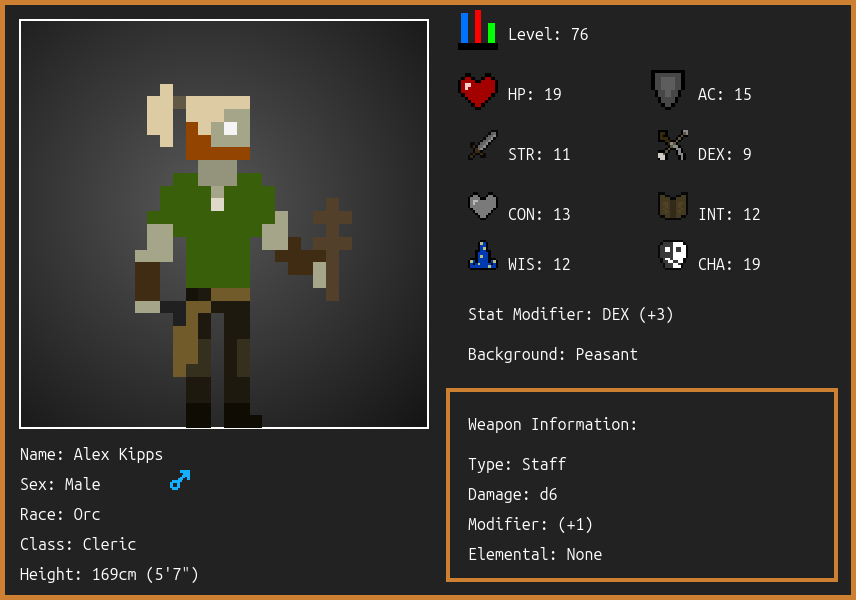 Level: 76
HP: 19
AC: 15
STR: 11
DEX: 9
CON: 13
INT: 12
WIS: 12
CHA: 19
Stat Modifier: DEX (+3)
Background: Peasant
Weapon Information:
Type: Staff
Damage: d6
Modifier: (+1)
Elemental: None
Name: Alex Kipps
Sex: Male
Race: Orc
Class: Cleric
Height: 169cm (5'7")